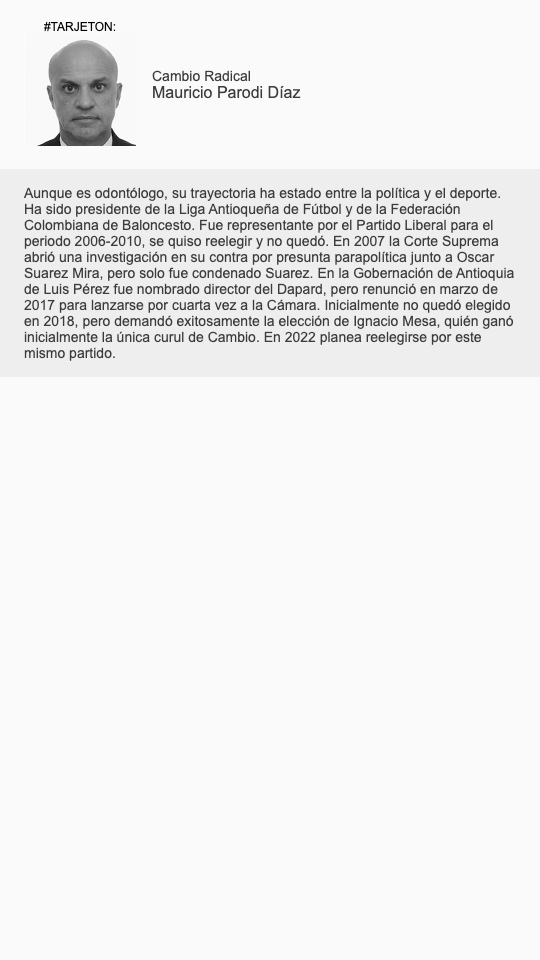 #TARJETON:
Cambio Radical
Mauricio Parodi Díaz
Aunque es odontólogo, su trayectoria ha estado entre la política y el deporte.
Ha sido presidente de la Liga Antioqueña de Fútbol y de la Federación
Colombiana de Baloncesto. Fue representante por el Partido Liberal para el
periodo 2006-2010, se quiso reelegir y no quedó. En 2007 la Corte Suprema
abrió una investigación en su contra por presunta parapolítica junto a Oscar
Suarez Mira, pero solo fue condenado Suarez. En la Gobernación de Antioquia
de Luis Pérez fue nombrado director del Dapard, pero renunció en marzo de
2017 para lanzarse por cuarta vez a la Cámara. Inicialmente no quedó elegido
en 2018, pero demandó exitosamente la elección de Ignacio Mesa, quién ganó
inicialmente la única curul de Cambio. En 2022 planea reelegirse por este
mismo partido.